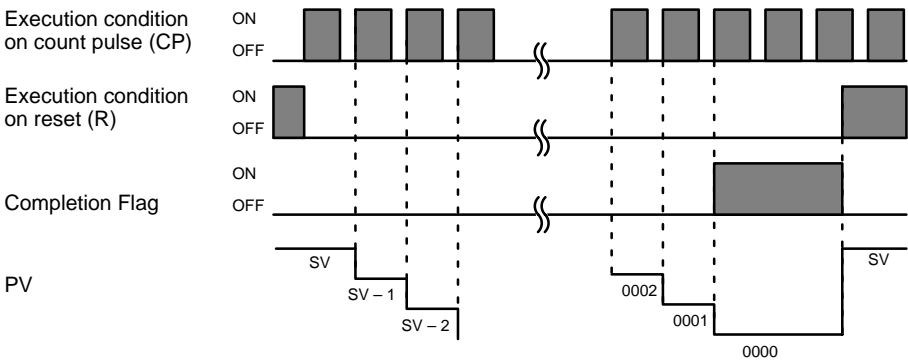 Execution condition
on count pulse (CP)
ON
OFF
Execution condition
on reset (R)
ON
OFF
Completion Flag
ON
OFF
PV
SV
SV – 1
SV – 2
0002
0001
0000
SV